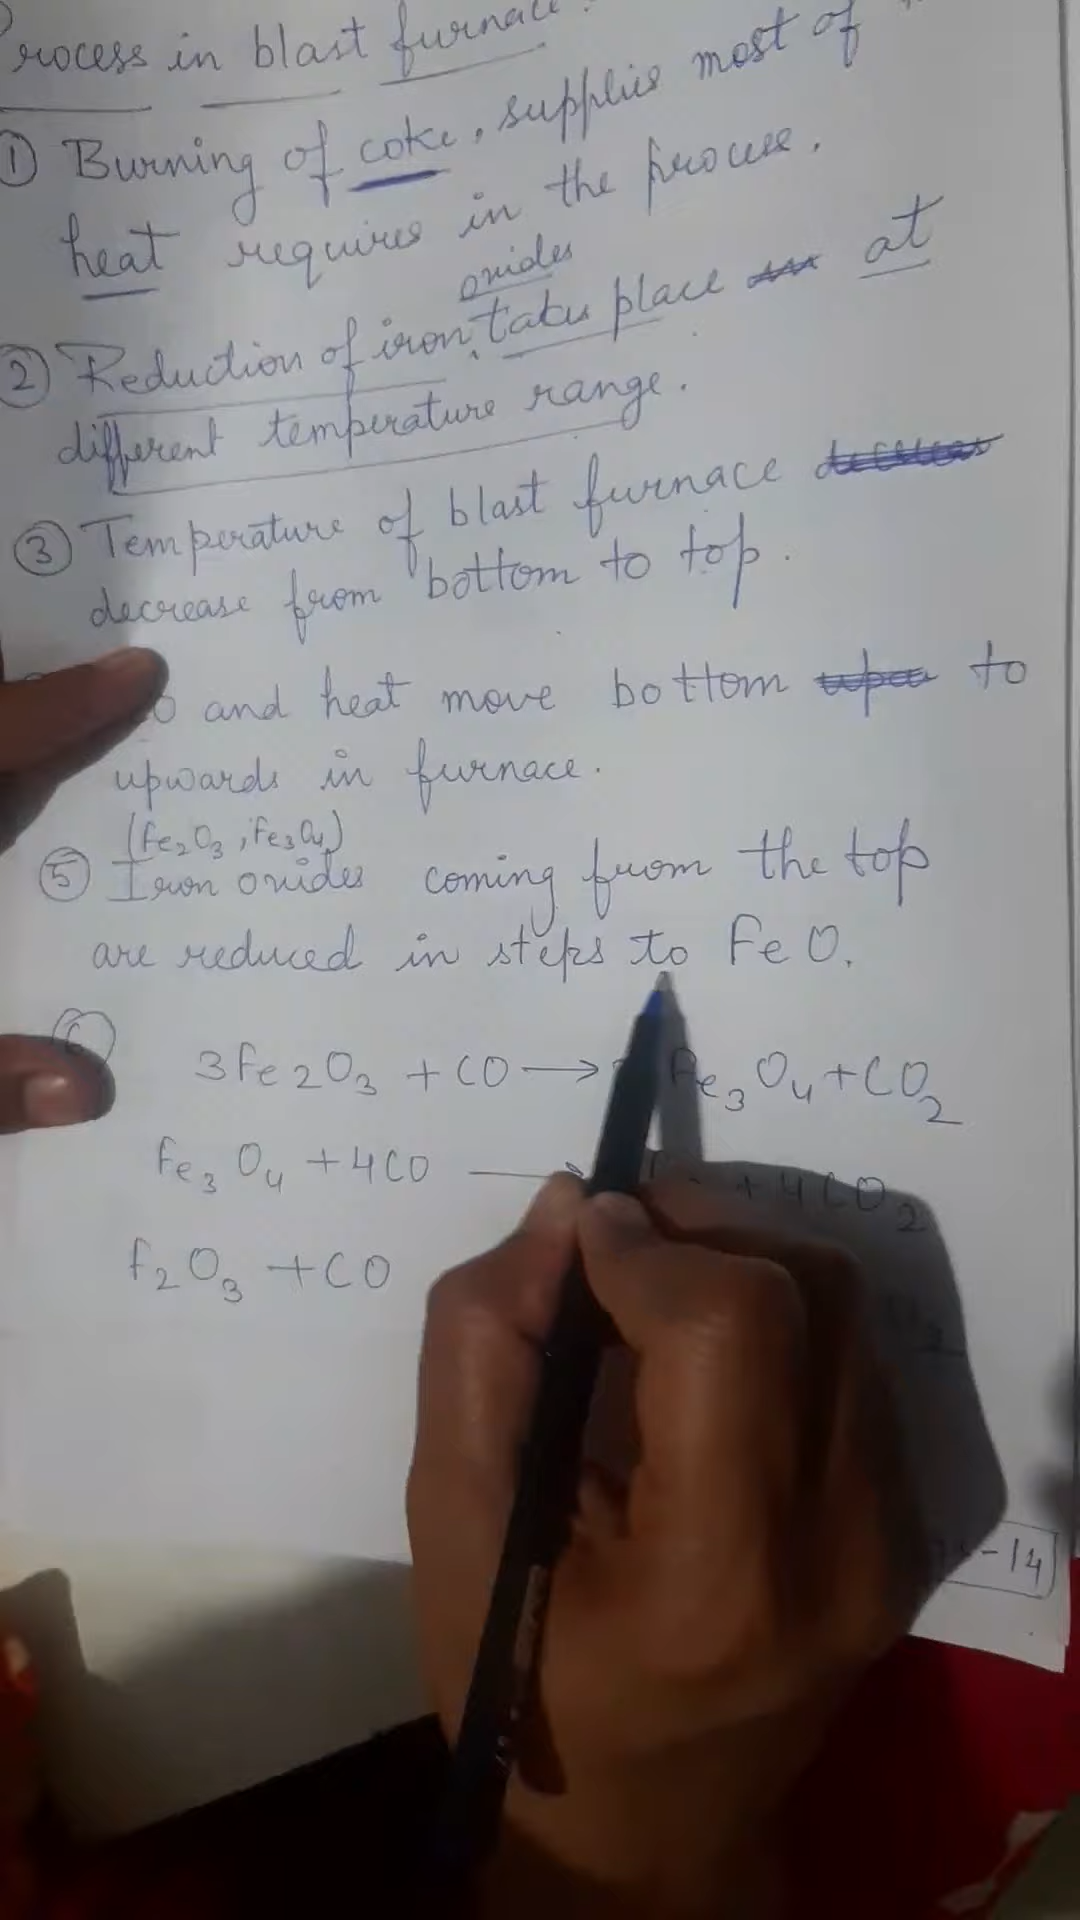 Process in blast furnace.
① Burning of coke, supplies most of
heat requires in the process.
oxides
② Reduction of iron, takes place at
different temperature range.
③ Temperature of blast furnace
decrease from bottom to top.
and heat move bottom to
upwards in furnace.
(Fe₂O₃, Fe₃O₄)
⑤ Iron oxides coming from the top
are reduced in steps to FeO.
⑥
3Fe₂O₃ + CO → Fe₃O₄ + CO₂
Fe₃O₄ + 4CO → + 4CO₂
F₂O₃ + CO
-14